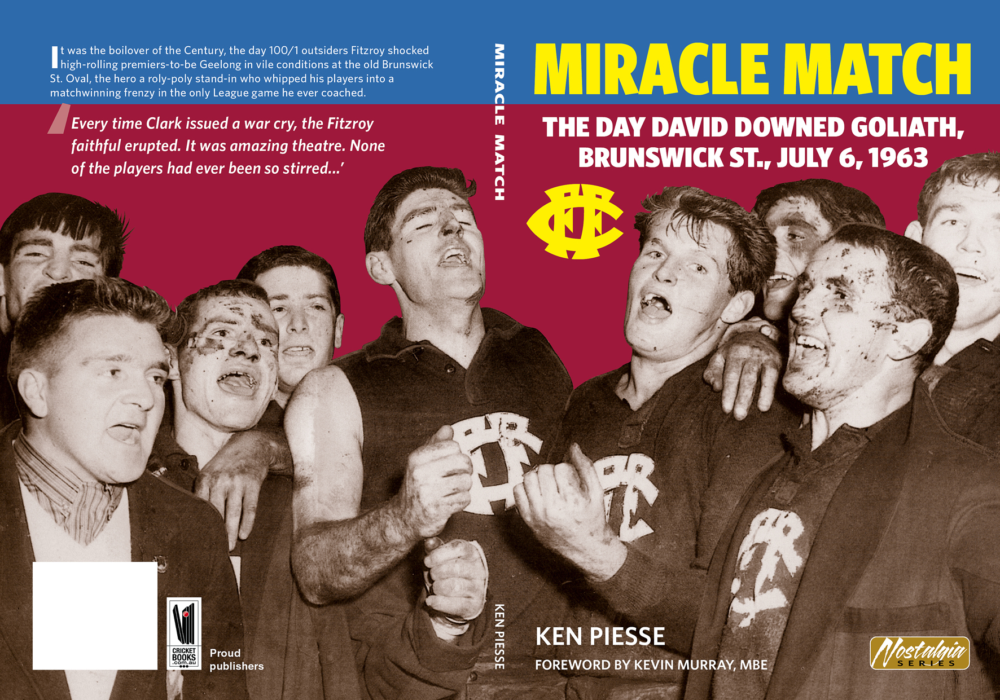 It was the boilover of the Century, the day 100/1 outsiders Fitzroy shocked
high-rolling premiers-to-be Geelong in vile conditions at the old Brunswick
St. Oval, the hero a roly-poly stand-in who whipped his players into a
matchwinning frenzy in the only League game he ever coached.
‘Every time Clark issued a war cry, the Fitzroy
faithful erupted. It was amazing theatre. None
of the players had ever been so stirred...’
CRICKET
BOOKS
.com.au
Proud
publishers
MIRACLE MATCH
KEN PIESSE
MIRACLE MATCH
THE DAY DAVID DOWNED GOLIATH,
BRUNSWICK ST., JULY 6, 1963
FC
KEN PIESSE
FOREWORD BY KEVIN MURRAY, MBE
Nostalgia
SERIES